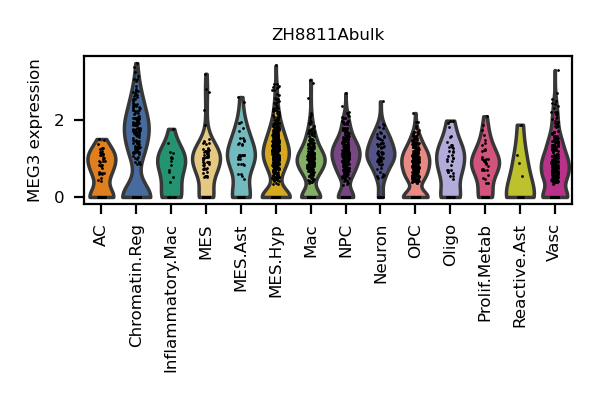 ZH8811Abulk
MEG3 expression
2
0
AC
Chromatin.Reg
Inflammatory.Mac
MES
MES.Ast
MES.Hyp
Mac
NPC
Neuron
OPC
Oligo
Prolif.Metab
Reactive.Ast
Vasc